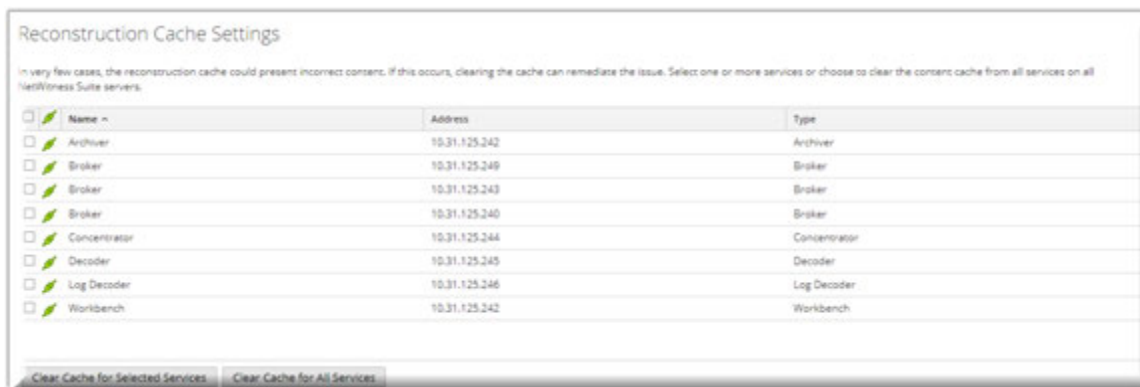 Reconstruction Cache Settings
In very few cases, the reconstruction cache could present incorrect content. If this occurs, clearing the cache can remediate the issue. Select one or more services or choose to clear the content cache from all services on all
NetWitness Suite servers.
Name Address Type
Archiver 10.31.125.242 Archiver
Broker 10.31.125.249 Broker
Broker 10.31.125.243 Broker
Broker 10.31.125.240 Broker
Concentrator 10.31.125.244 Concentrator
Decoder 10.31.125.245 Decoder
Log Decoder 10.31.125.246 Log Decoder
Workbench 10.31.125.242 Workbench
Clear Cache for Selected Services Clear Cache for All Services